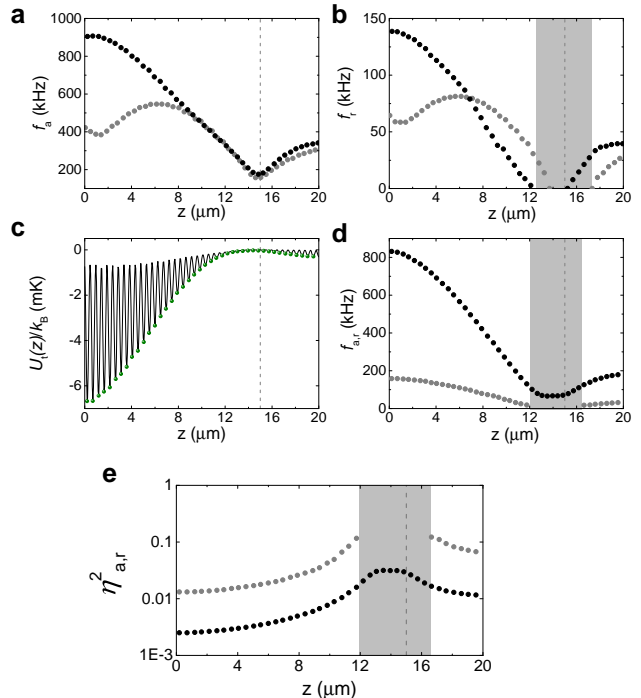 a
b
1000
800
600
400
200
f_a (kHz)
0 4 8 12 16 20
z (μm)
150
100
50
0
f_r (kHz)
0 4 8 12 16 20
z (μm)
c
d
0
-2
-4
-6
U_t(z)/k_B (mK)
0 4 8 12 16 20
z (μm)
800
600
400
200
0
f_a,r (kHz)
0 4 8 12 16 20
z (μm)
e
1
0.1
0.01
1E-3
η²_a,r
0 4 8 12 16 20
z (μm)